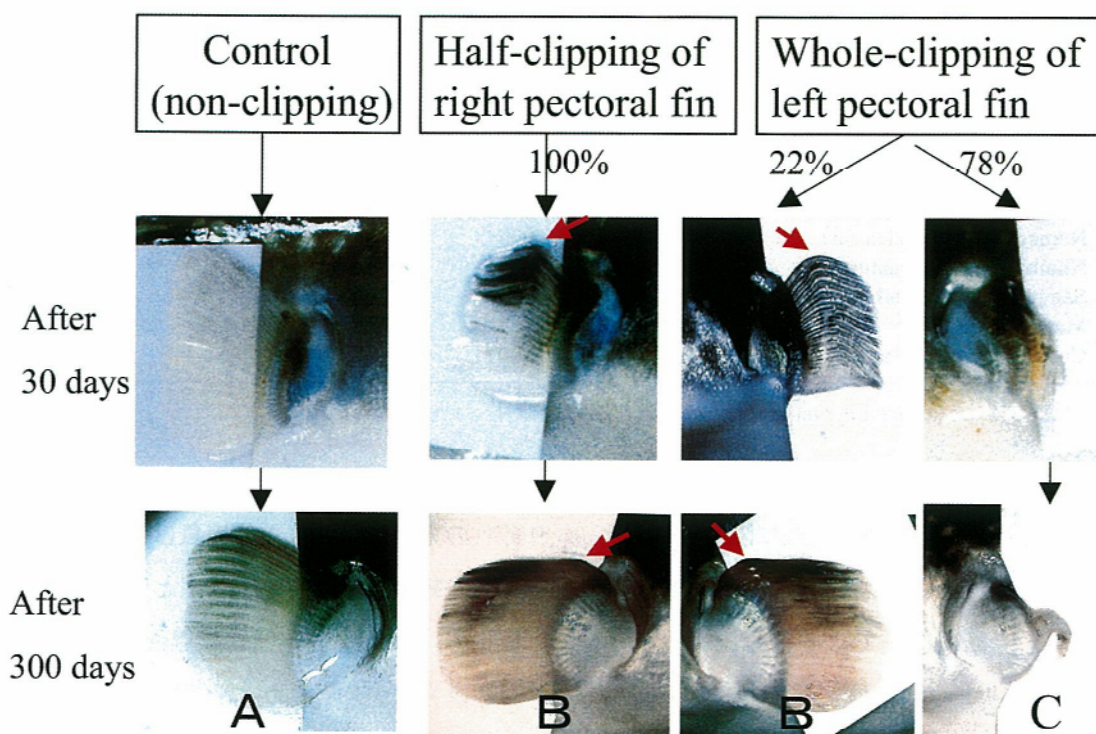 Control
(non-clipping)
Half-clipping of
right pectoral fin
Whole-clipping of
left pectoral fin
100%
22%
78%
After
30 days
After
300 days
A
B
B
C